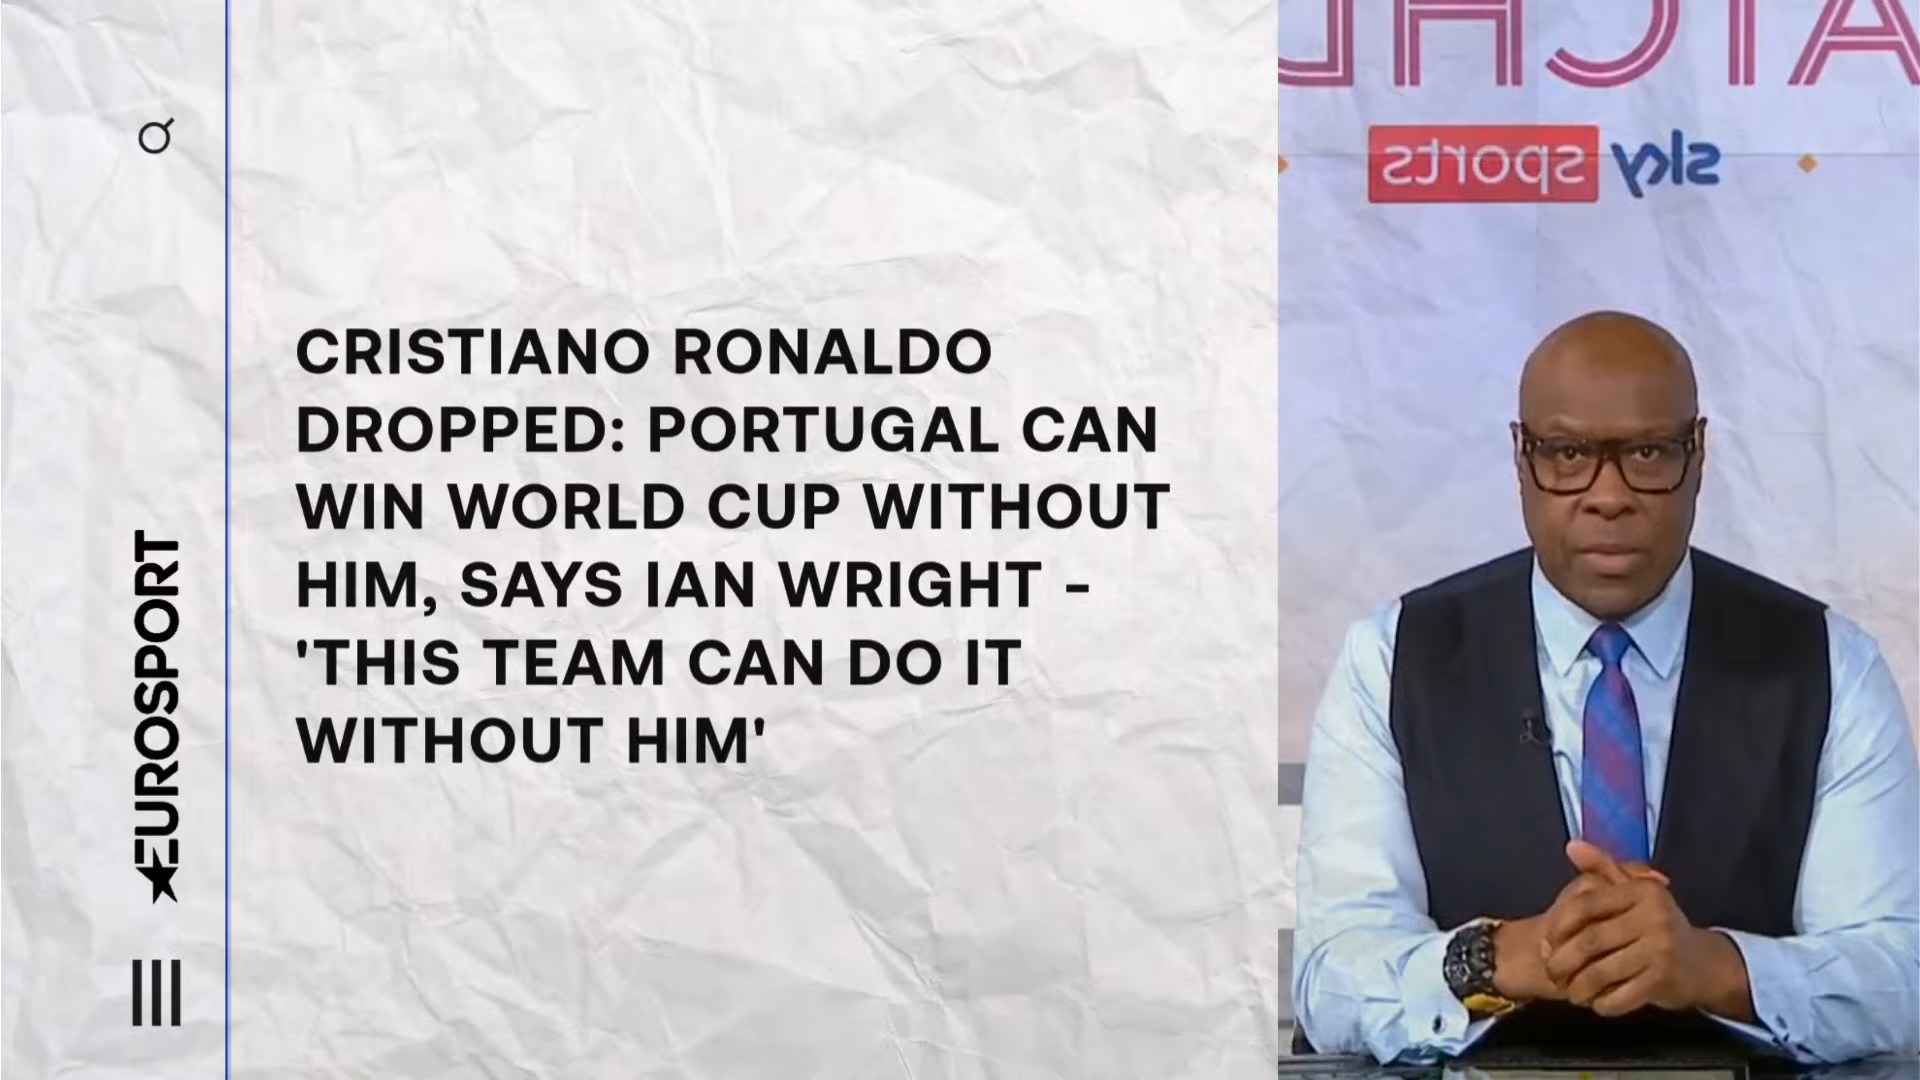 CRISTIANO RONALDO
DROPPED: PORTUGAL CAN
WIN WORLD CUP WITHOUT
HIM, SAYS IAN WRIGHT -
'THIS TEAM CAN DO IT
WITHOUT HIM'
EUROSPORT
sky sports